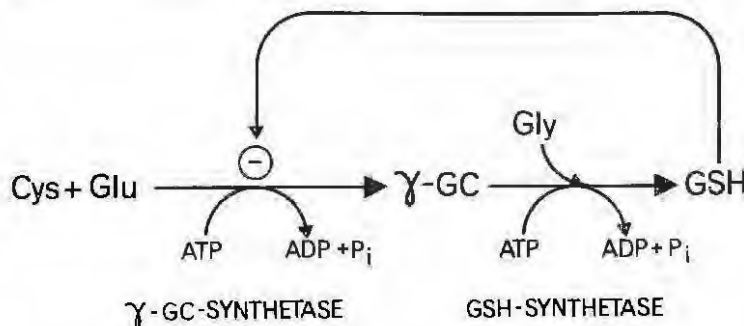 ⊖
Gly
Cys + Glu γ-GC GSH
ATP ADP + Pi ATP ADP + Pi
γ-GC-SYNTHETASE GSH-SYNTHETASE